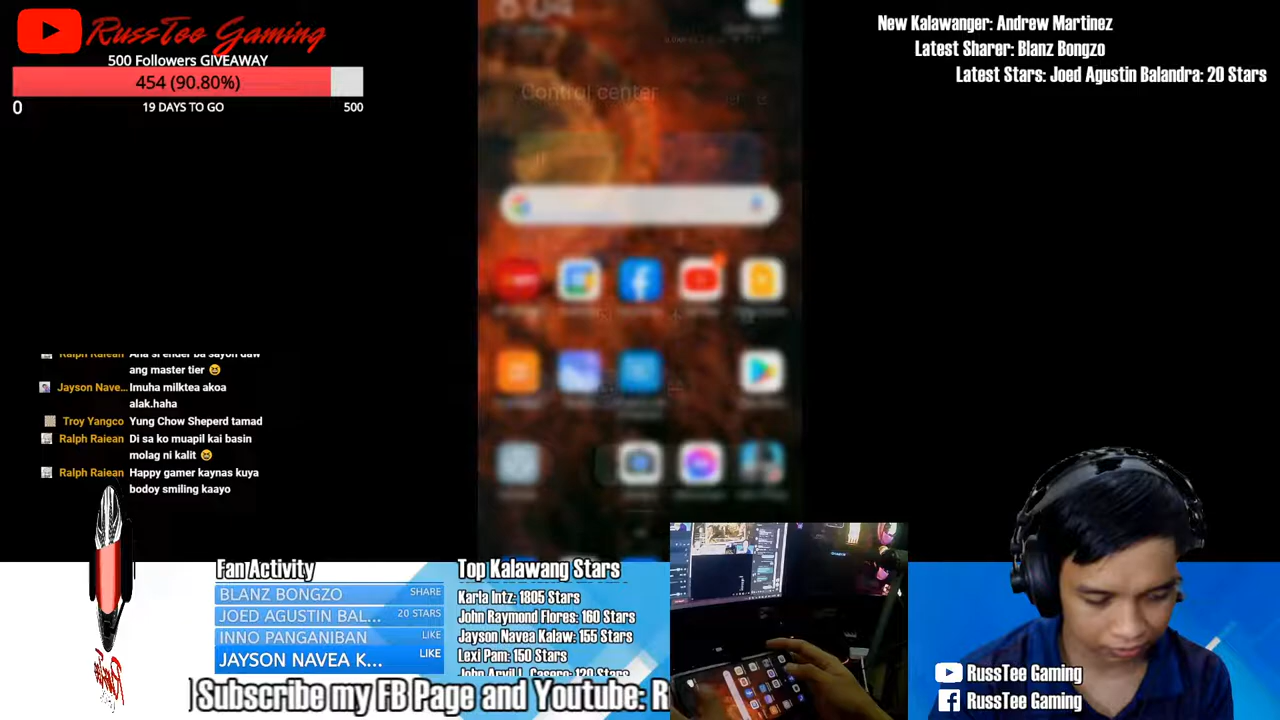 RussTee Gaming
500 Followers GIVEAWAY
454 (90.80%)
0
19 DAYS TO GO
500
New Kalawanger: Andrew Martinez
Latest Sharer: Blanz Bongzo
Latest Stars: Joed Agustin Balandra: 20 Stars
Control center
Ralph Raiean Ana si ender ba sayon daw
ang master tier
Jayson Nave... Imuha milktea akoa
alak.haha
Troy Yangco Yung Chow Sheperd tamad
Ralph Raiean Di sa ko muapil kai basin
molag ni kalit
Ralph Raiean Happy gamer kaynas kuya
bodoy smiling kaayo
Fan Activity
BLANZ BONGZO SHARE
JOED AGUSTIN BAL... 20 STARS
INNO PANGANIBAN LIKE
JAYSON NAVEA K... LIKE
Top Kalawang Stars
Karla Intz: 1805 Stars
John Raymond Flores: 160 Stars
Jayson Navea Kalaw: 155 Stars
Lexi Pam: 150 Stars
John Arvil L. Casero: 120 Stars
Subscribe my FB Page and Youtube: R
RussTee Gaming
RussTee Gaming